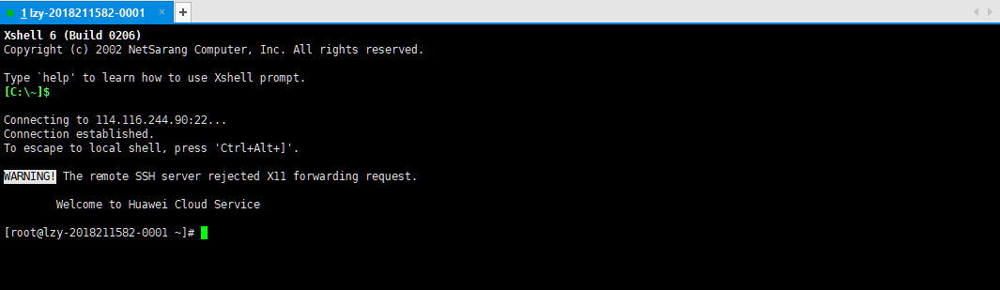 1 lzy-2018211582-0001 × +
Xshell 6 (Build 0206)
Copyright (c) 2002 NetSarang Computer, Inc. All rights reserved.
Type `help' to learn how to use Xshell prompt.
[C:\~]$
Connecting to 114.116.244.90:22...
Connection established.
To escape to local shell, press 'Ctrl+Alt+]'.
WARNING! The remote SSH server rejected X11 forwarding request.
Welcome to Huawei Cloud Service
[root@lzy-2018211582-0001 ~]#